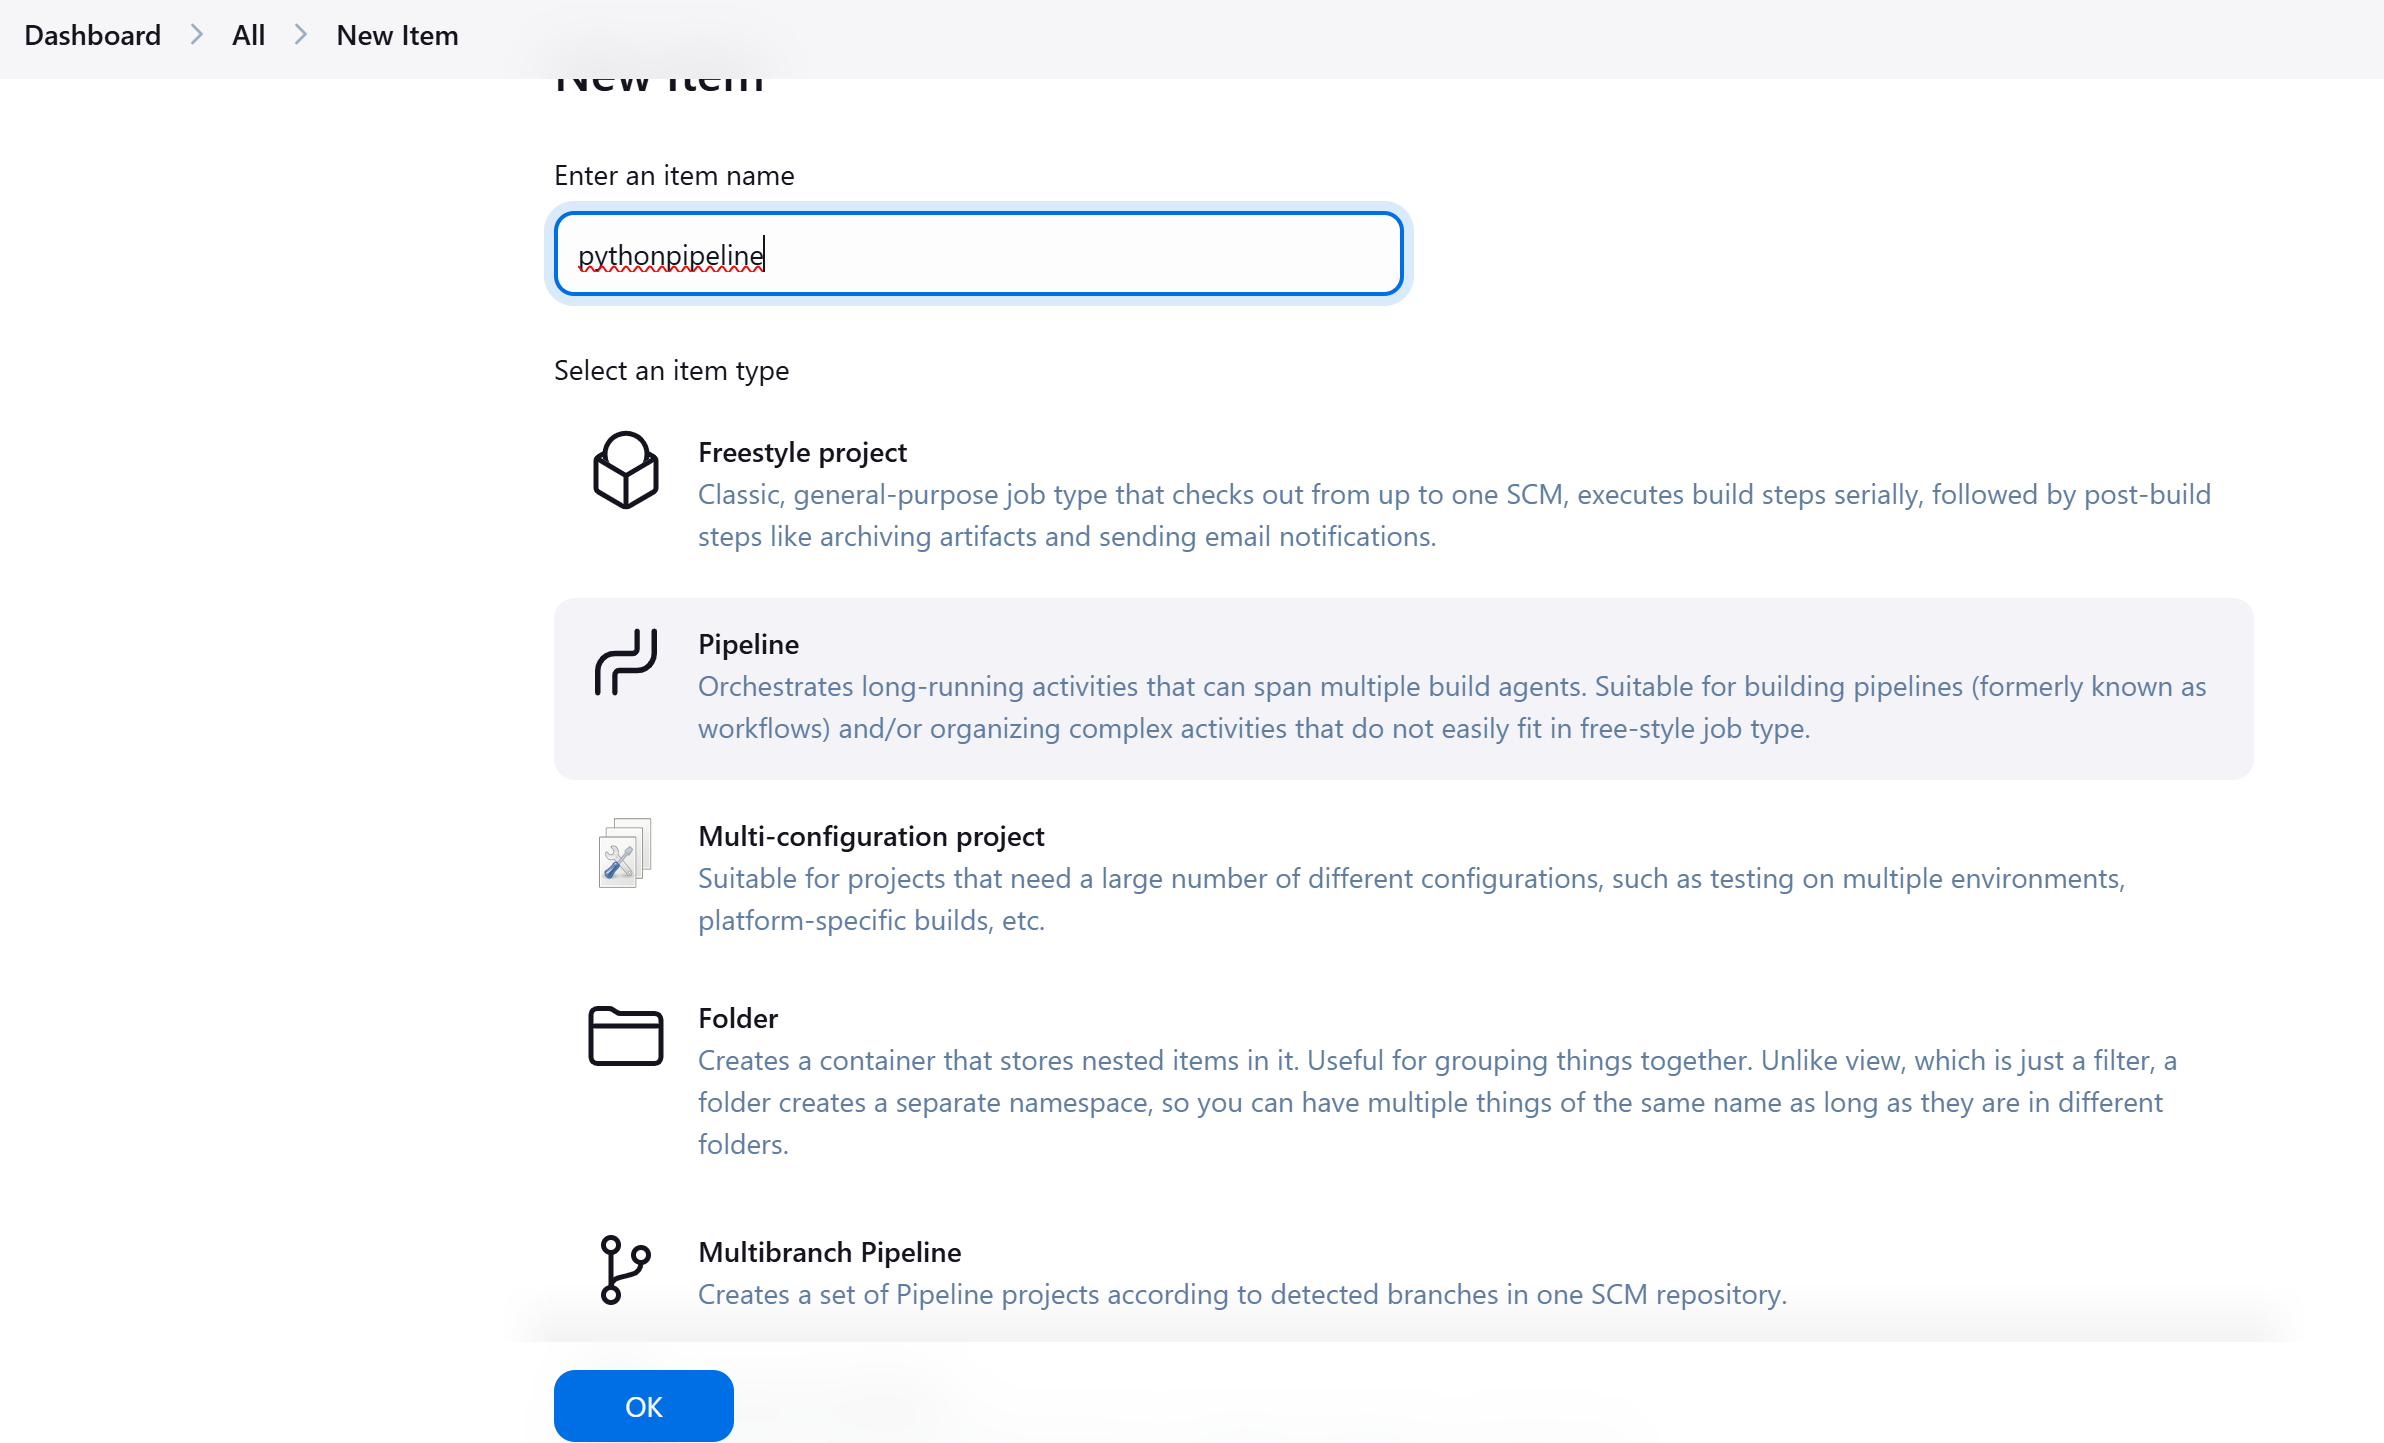 Dashboard > All > New Item
New Item
Enter an item name
pythonpipeline
Select an item type
Freestyle project
Classic, general-purpose job type that checks out from up to one SCM, executes build steps serially, followed by post-build
steps like archiving artifacts and sending email notifications.
Pipeline
Orchestrates long-running activities that can span multiple build agents. Suitable for building pipelines (formerly known as
workflows) and/or organizing complex activities that do not easily fit in free-style job type.
Multi-configuration project
Suitable for projects that need a large number of different configurations, such as testing on multiple environments,
platform-specific builds, etc.
Folder
Creates a container that stores nested items in it. Useful for grouping things together. Unlike view, which is just a filter, a
folder creates a separate namespace, so you can have multiple things of the same name as long as they are in different
folders.
Multibranch Pipeline
Creates a set of Pipeline projects according to detected branches in one SCM repository.
OK